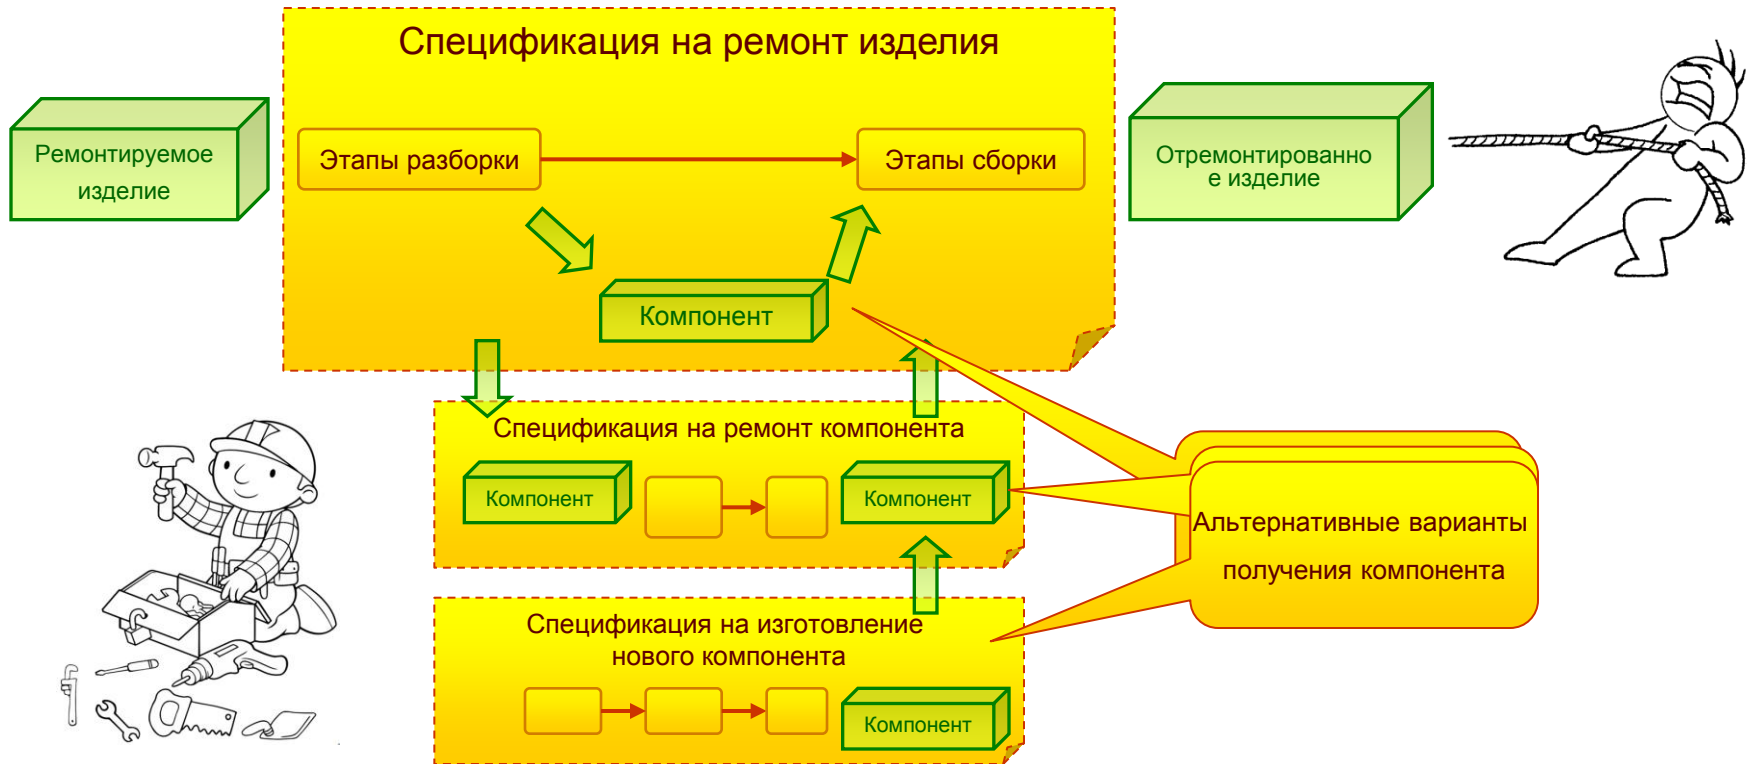 Спецификация на ремонт изделия
Ремонтируемое
изделие
Этапы разборки
Этапы сборки
Отремонтированно
е изделие
Компонент
Спецификация на ремонт компонента
Компонент
Компонент
Альтернативные варианты
получения компонента
Спецификация на изготовление
нового компонента
Компонент